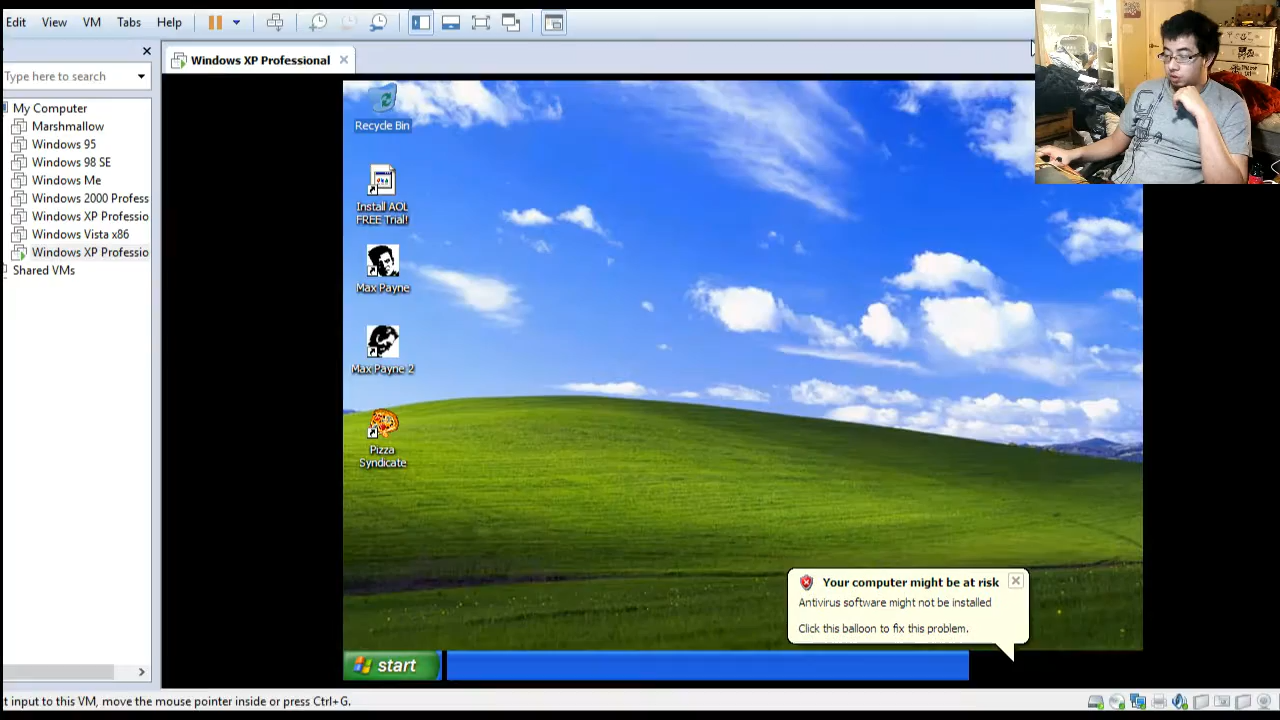 Edit View VM Tabs Help
Type here to search
Windows XP Professional
My Computer
Marshmallow
Windows 95
Windows 98 SE
Windows Me
Windows 2000 Profess
Windows XP Professio
Windows Vista x86
Windows XP Professio
Shared VMs
Recycle Bin
Install AOL
FREE Trial!
Max Payne
Max Payne 2
Pizza
Syndicate
Your computer might be at risk
Antivirus software might not be installed
Click this balloon to fix this problem.
start
t input to this VM, move the mouse pointer inside or press Ctrl+G.